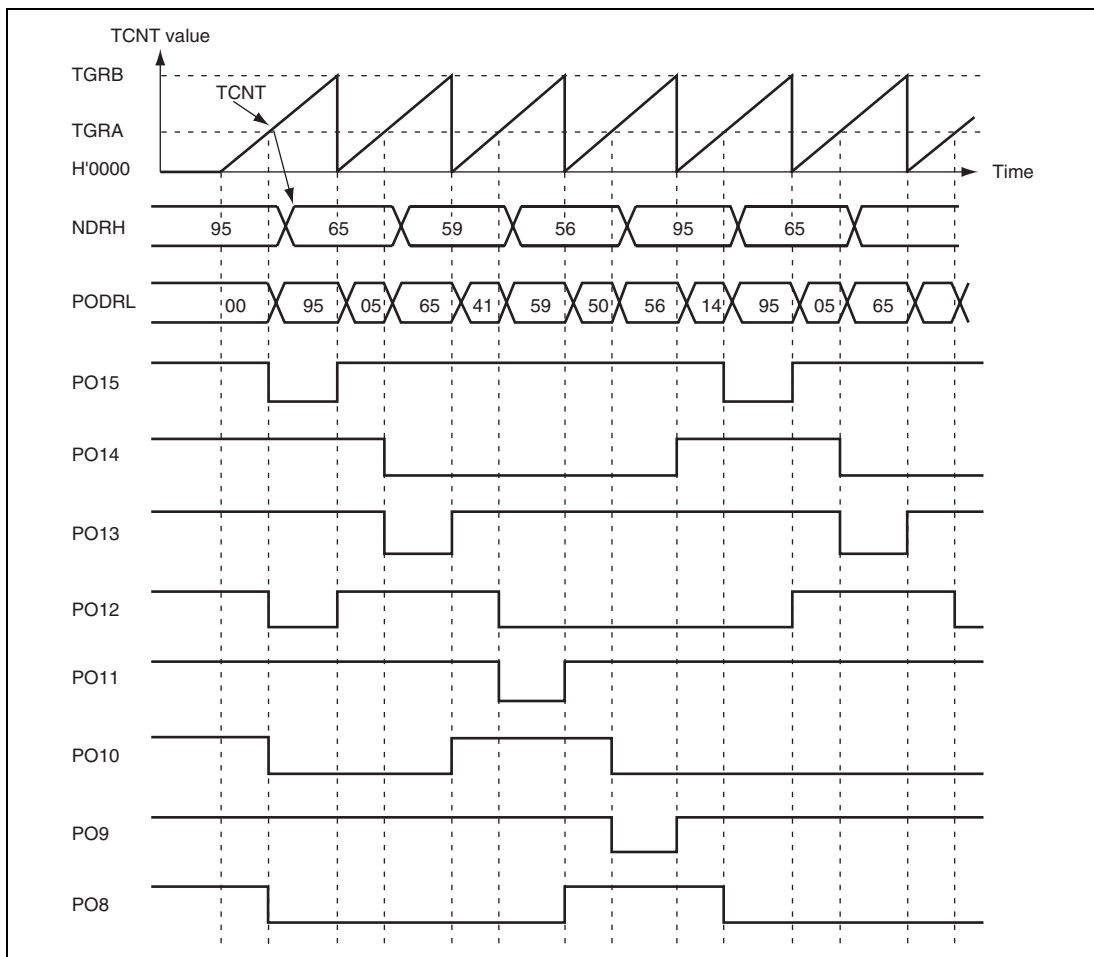 TCNT value
TGRB
TCNT
TGRA
H'0000
Time
NDRH 95 65 59 56 95 65
PODRL 00 95 05 65 41 59 50 56 14 95 05 65
PO15
PO14
PO13
PO12
PO11
PO10
PO9
PO8